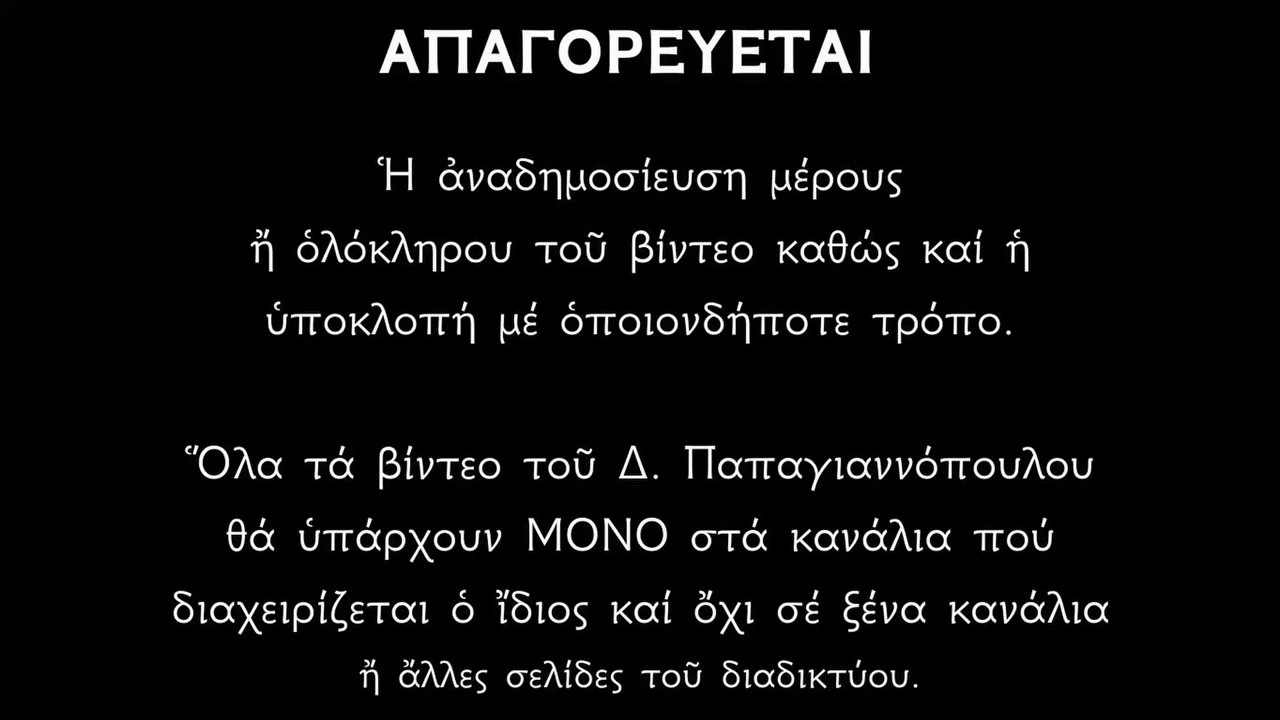 ΑΠΑΓΟΡΕΥΕΤΑΙ
Ἡ ἀναδημοσίευση μέρους
ἤ ὁλόκληρου τοῦ βίντεο καθώς καί ἡ
ὑποκλοπή μέ ὁποιονδήποτε τρόπο.
Ὅλα τά βίντεο τοῦ Δ. Παπαγιαννόπουλου
θά ὑπάρχουν ΜΟΝΟ στά κανάλια πού
διαχειρίζεται ὁ ἴδιος καί ὄχι σέ ξένα κανάλια
ἤ ἄλλες σελίδες τοῦ διαδικτύου.